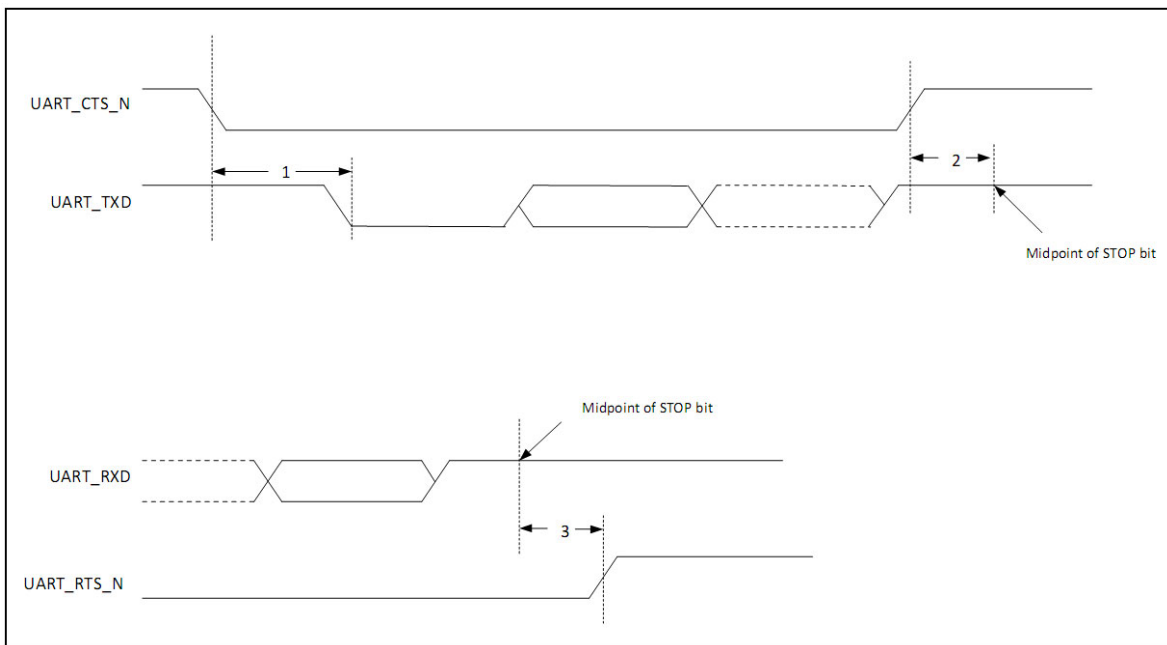 UART_CTS_N
1
2
UART_TXD
Midpoint of STOP bit
Midpoint of STOP bit
UART_RXD
3
UART_RTS_N